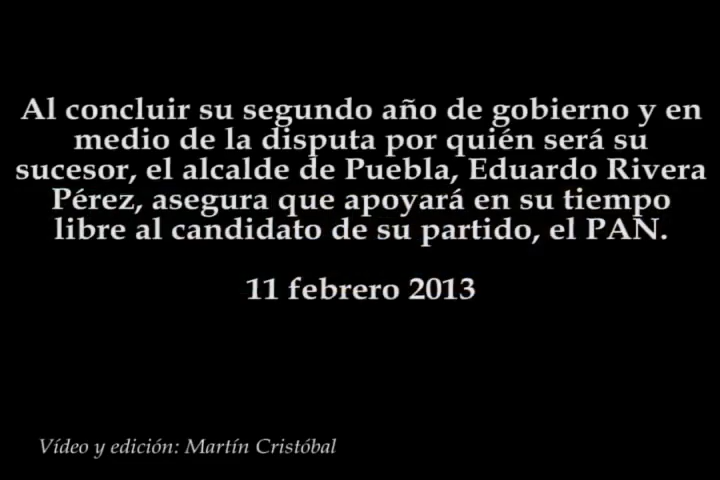 Al concluir su segundo año de gobierno y en
medio de la disputa por quién será su
sucesor, el alcalde de Puebla, Eduardo Rivera
Pérez, asegura que apoyará en su tiempo
libre al candidato de su partido, el PAN.
11 febrero 2013
Vídeo y edición: Martín Cristóbal